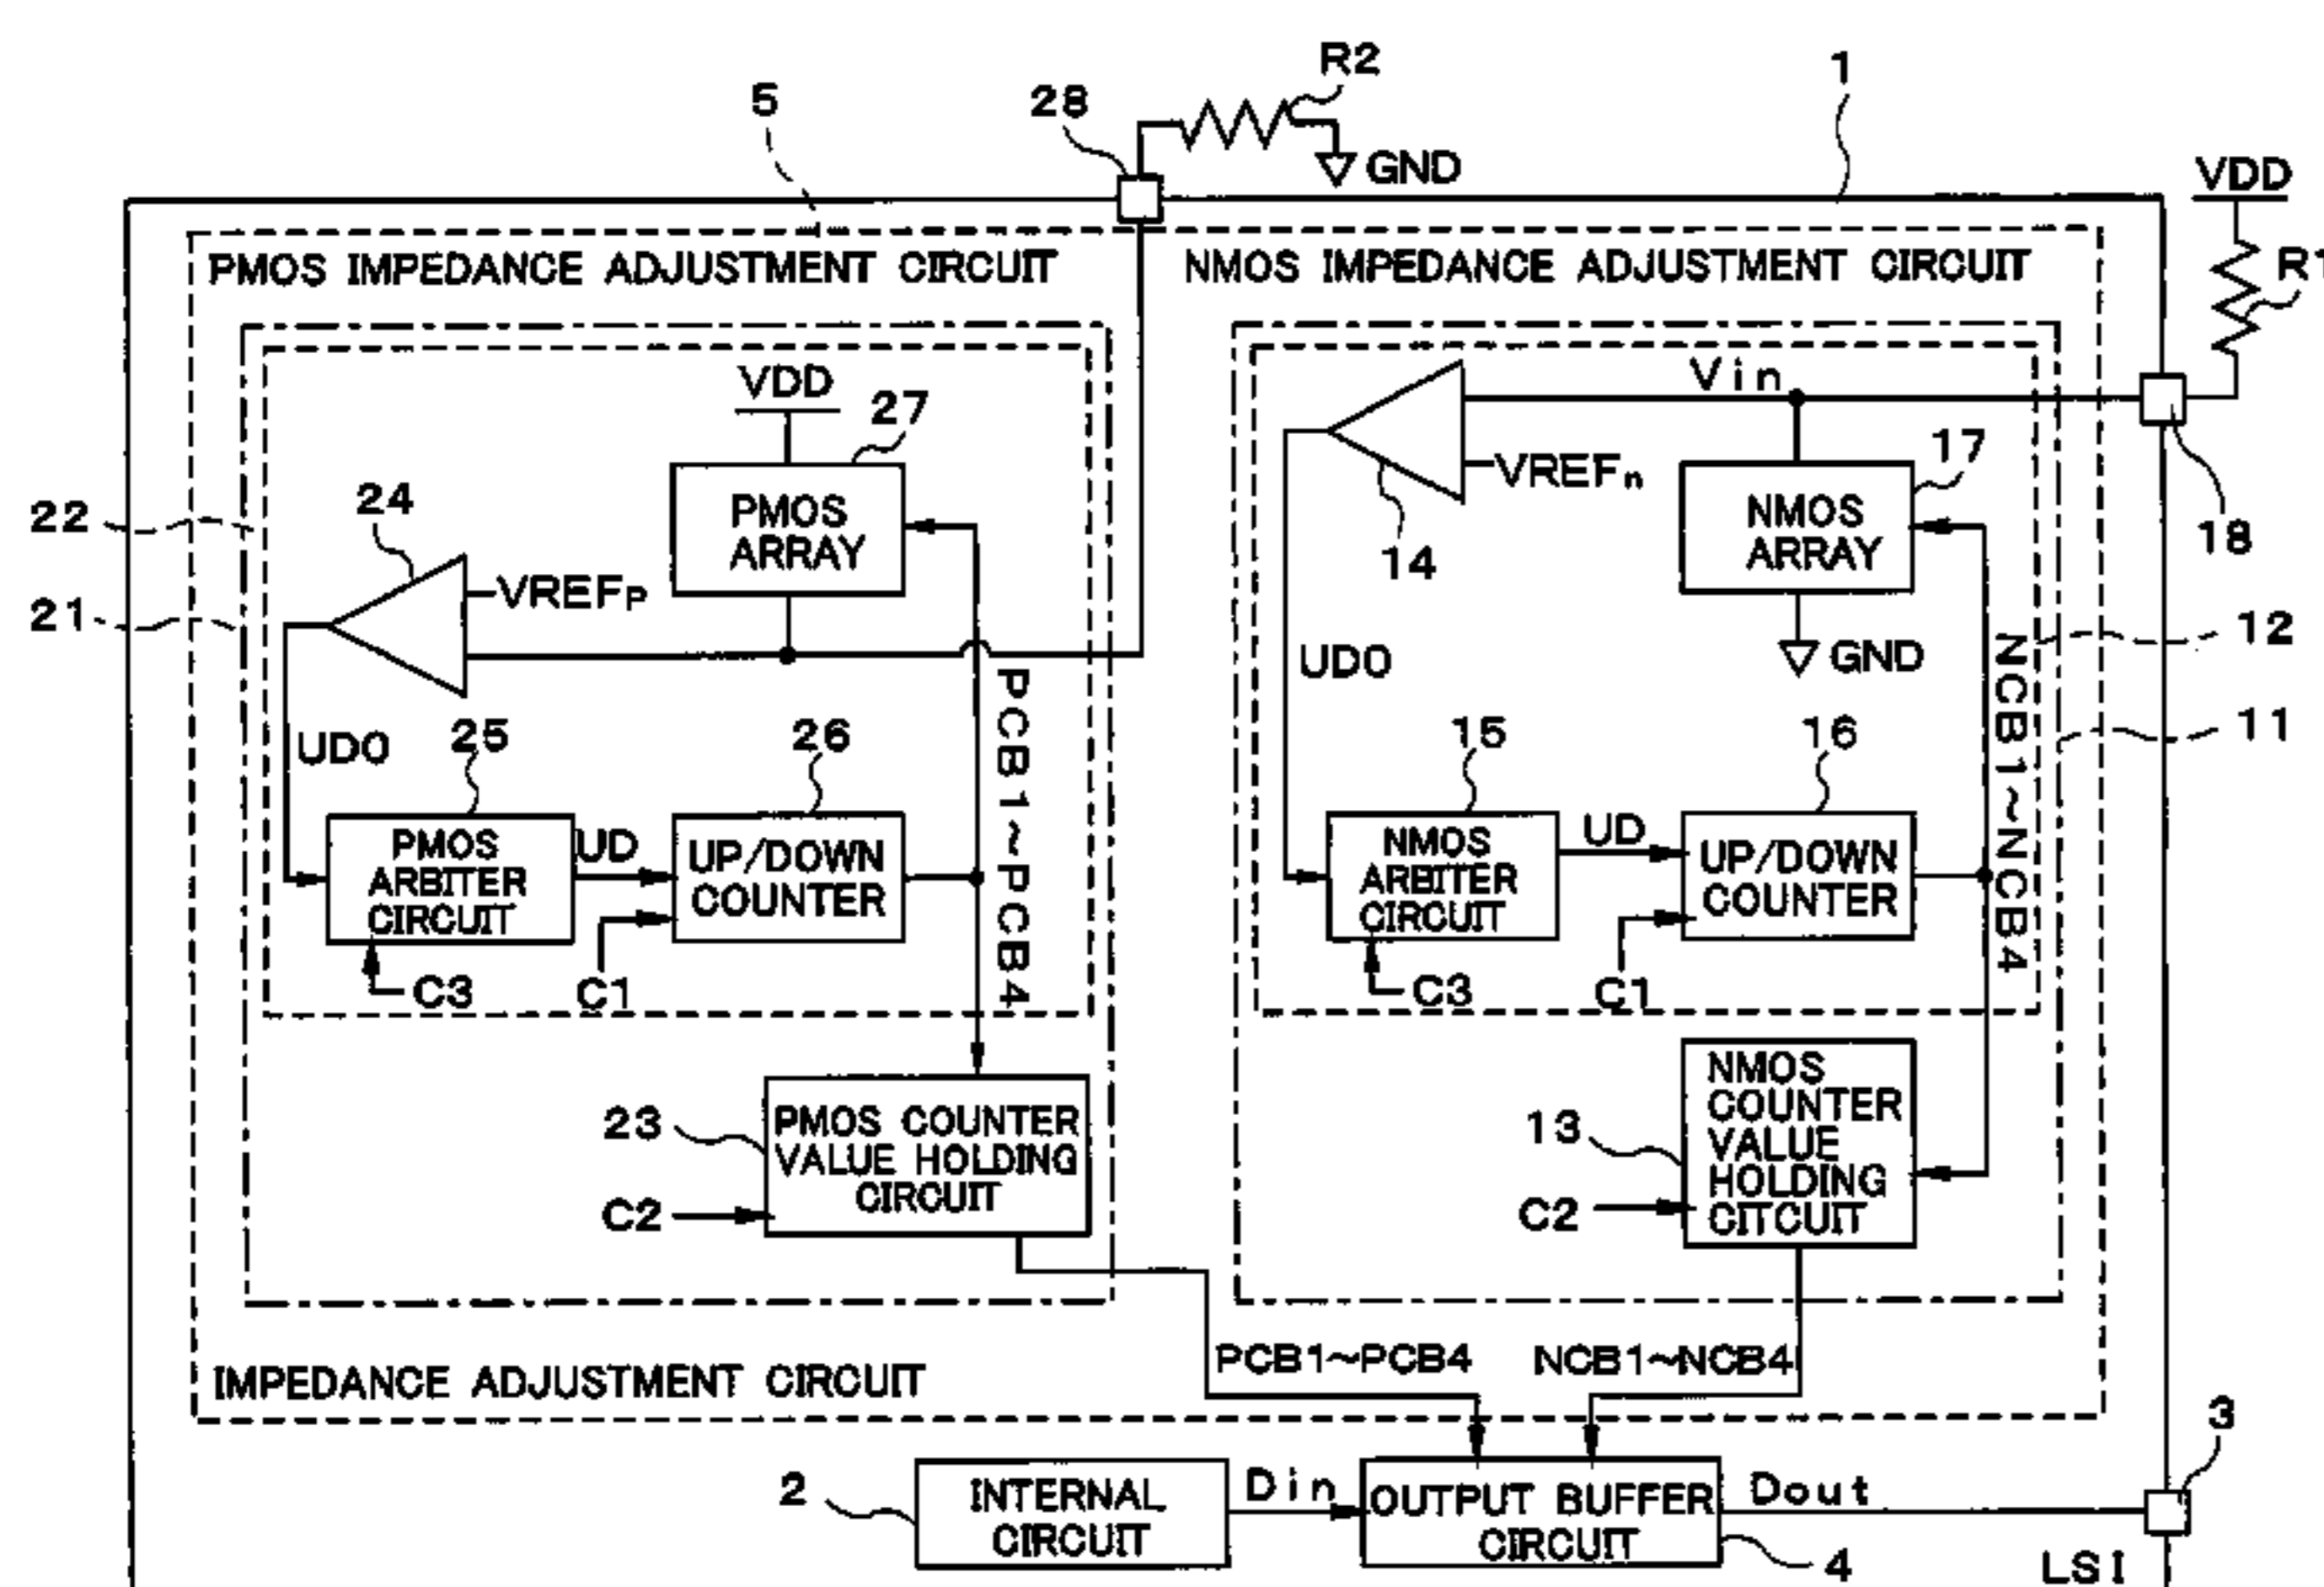 R2
1
5
28
GND
VDD
PMOS IMPEDANCE ADJUSTMENT CIRCUIT
NMOS IMPEDANCE ADJUSTMENT CIRCUIT
R1
VDD
27
Vin
17
22
24
PMOS
ARRAY
VREFn
NMOS
ARRAY
18
14
21
VREFP
UDO
GND
12
NCB1~NCB4
PCB1~PCB4
11
UDO
25
26
15
16
PMOS
ARBITER
CIRCUIT
UD
UP/DOWN
COUNTER
NMOS
ARBITER
CIRCUIT
UD
UP/DOWN
COUNTER
C3
C1
C3
C1
23
PMOS COUNTER
VALUE HOLDING
CIRCUIT
C2
13
NMOS
COUNTER
VALUE
HOLDING
CITCUIT
C2
PCB1~PCB4
NCB1~NCB4
IMPEDANCE ADJUSTMENT CIRCUIT
3
2
INTERNAL
CIRCUIT
Din
OUTPUT BUFFER
CIRCUIT
Dout
4
LSI